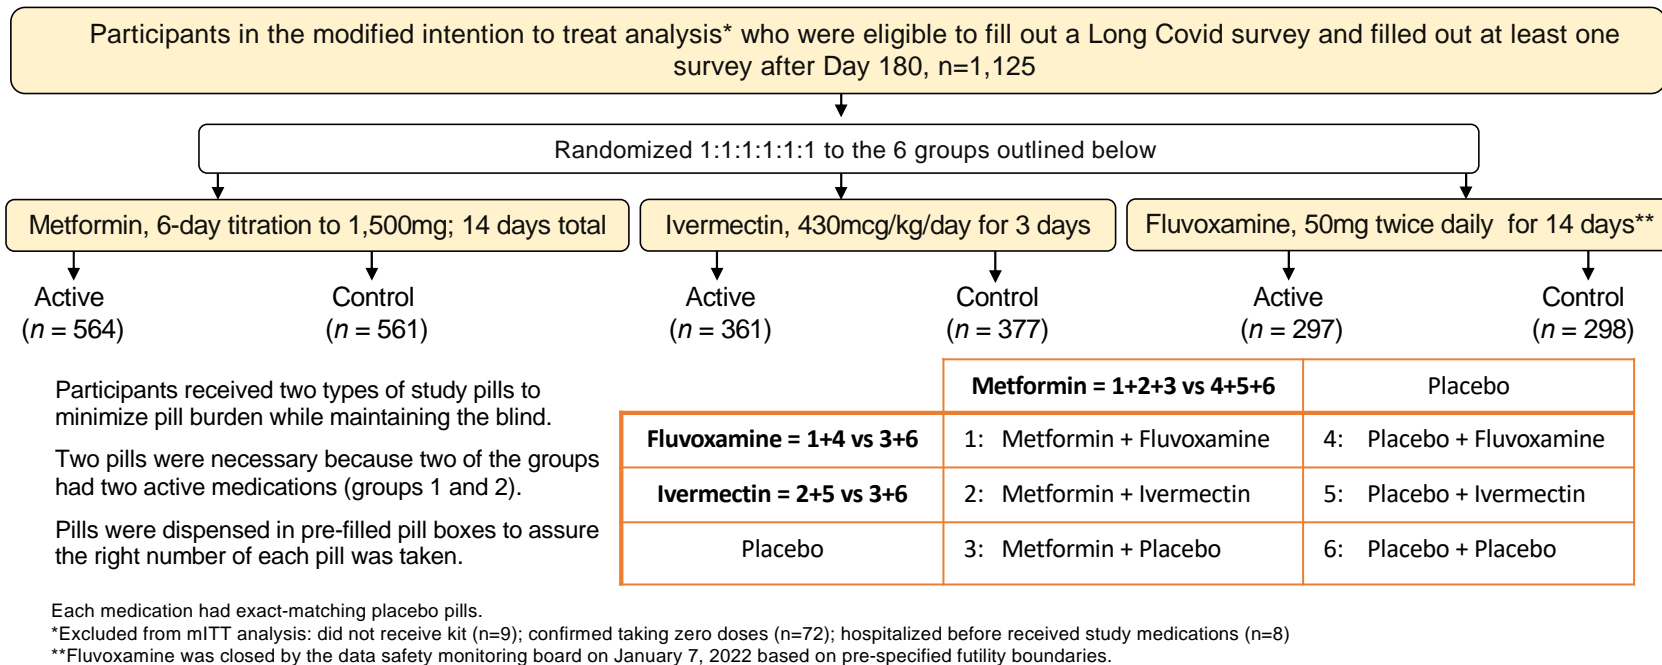 Participants in the modified intention to treat analysis* who were eligible to fill out a Long Covid survey and filled out at least one
survey after Day 180, n=1,125
Randomized 1:1:1:1:1:1 to the 6 groups outlined below
Metformin, 6-day titration to 1,500mg; 14 days total
Ivermectin, 430mcg/kg/day for 3 days
Fluvoxamine, 50mg twice daily for 14 days**
Active
(n = 564)
Control
(n = 561)
Active
(n = 361)
Control
(n = 377)
Active
(n = 297)
Control
(n = 298)
Participants received two types of study pills to
minimize pill burden while maintaining the blind.
Two pills were necessary because two of the groups
had two active medications (groups 1 and 2).
Pills were dispensed in pre-filled pill boxes to assure
the right number of each pill was taken.
Metformin = 1+2+3 vs 4+5+6
Placebo
Fluvoxamine = 1+4 vs 3+6
1: Metformin + Fluvoxamine
4: Placebo + Fluvoxamine
Ivermectin = 2+5 vs 3+6
2: Metformin + Ivermectin
5: Placebo + Ivermectin
Placebo
3: Metformin + Placebo
6: Placebo + Placebo
Each medication had exact-matching placebo pills.
*Excluded from mITT analysis: did not receive kit (n=9); confirmed taking zero doses (n=72); hospitalized before received study medications (n=8)
**Fluvoxamine was closed by the data safety monitoring board on January 7, 2022 based on pre-specified futility boundaries.